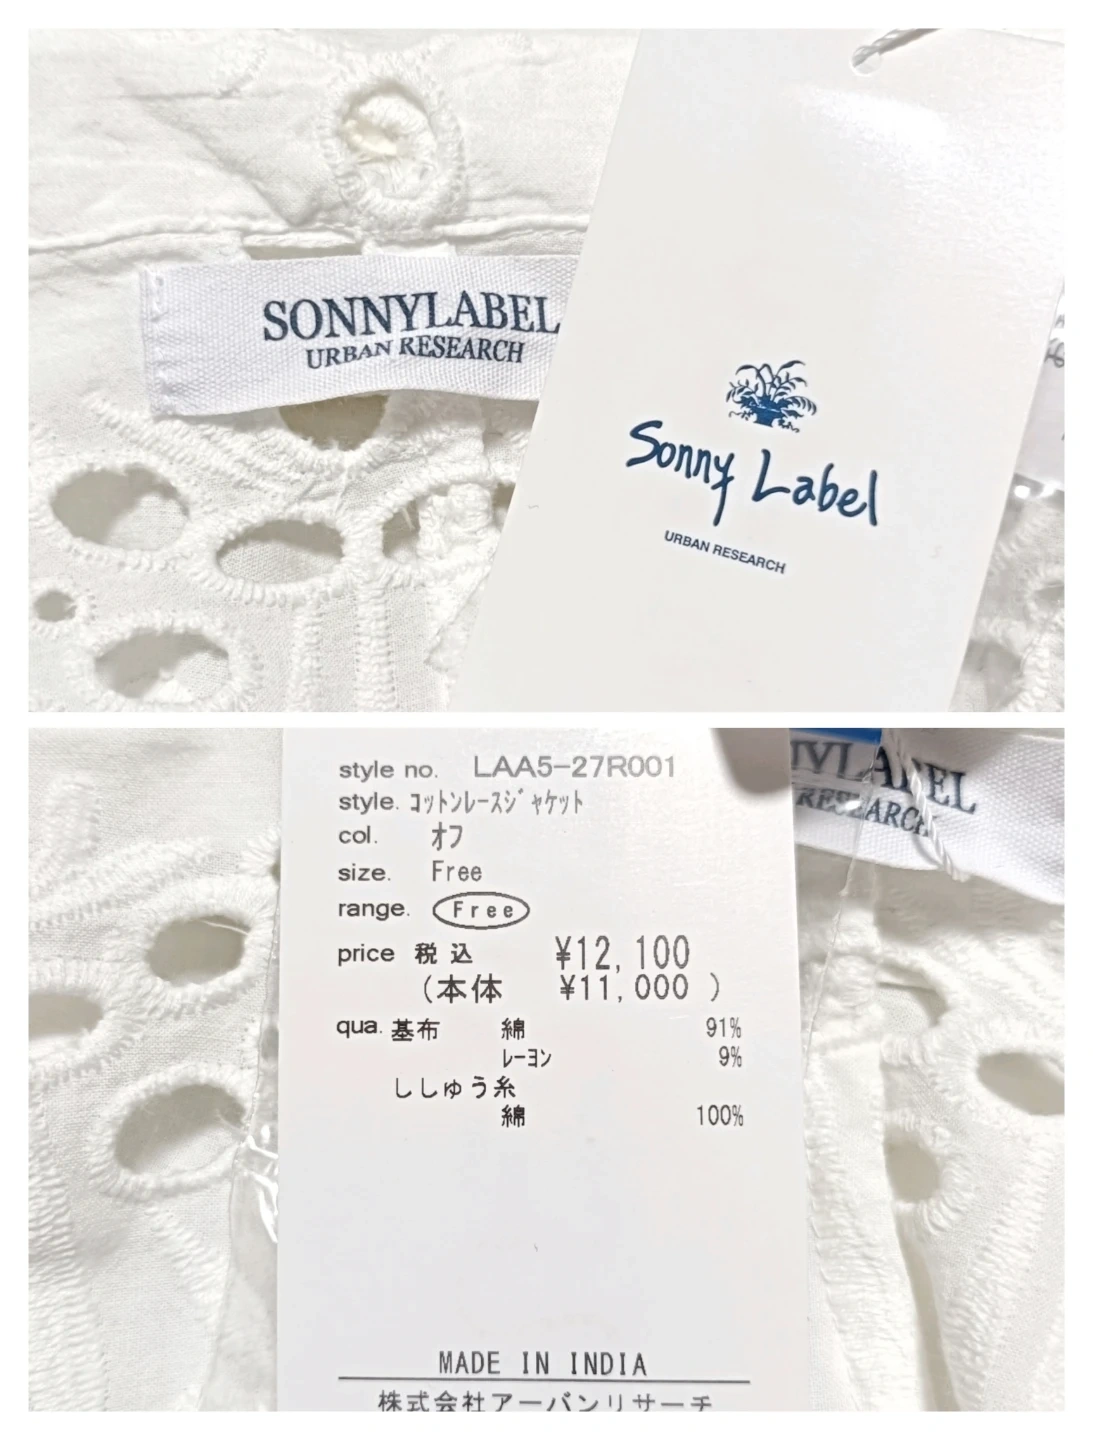 SONNYLABEL
URBAN RESEARCH
Sonny Label
URBAN RESEARCH
style no. LAA5-27R001
style. コットンレースジャケット
col. オフ
size. Free
range. Free
price 税込 ¥12,100
(本体 ¥11,000 )
qua. 基布 綿 91%
レーヨン 9%
ししゅう糸
綿 100%
MADE IN INDIA
株式会社アーバンリサーチ
ABEL
RESEARCH